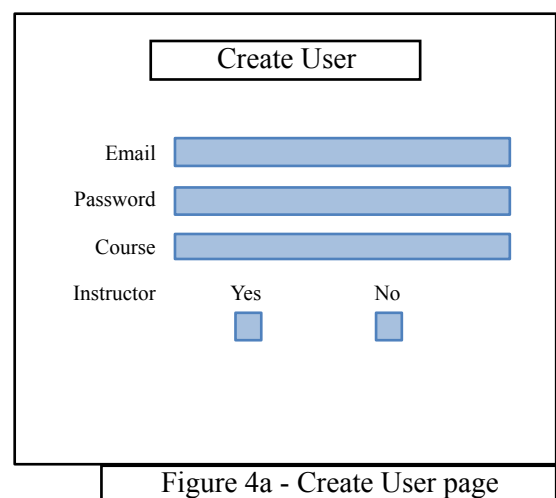 Create User
Email
Password
Course
Instructor Yes No
Figure 4a - Create User page